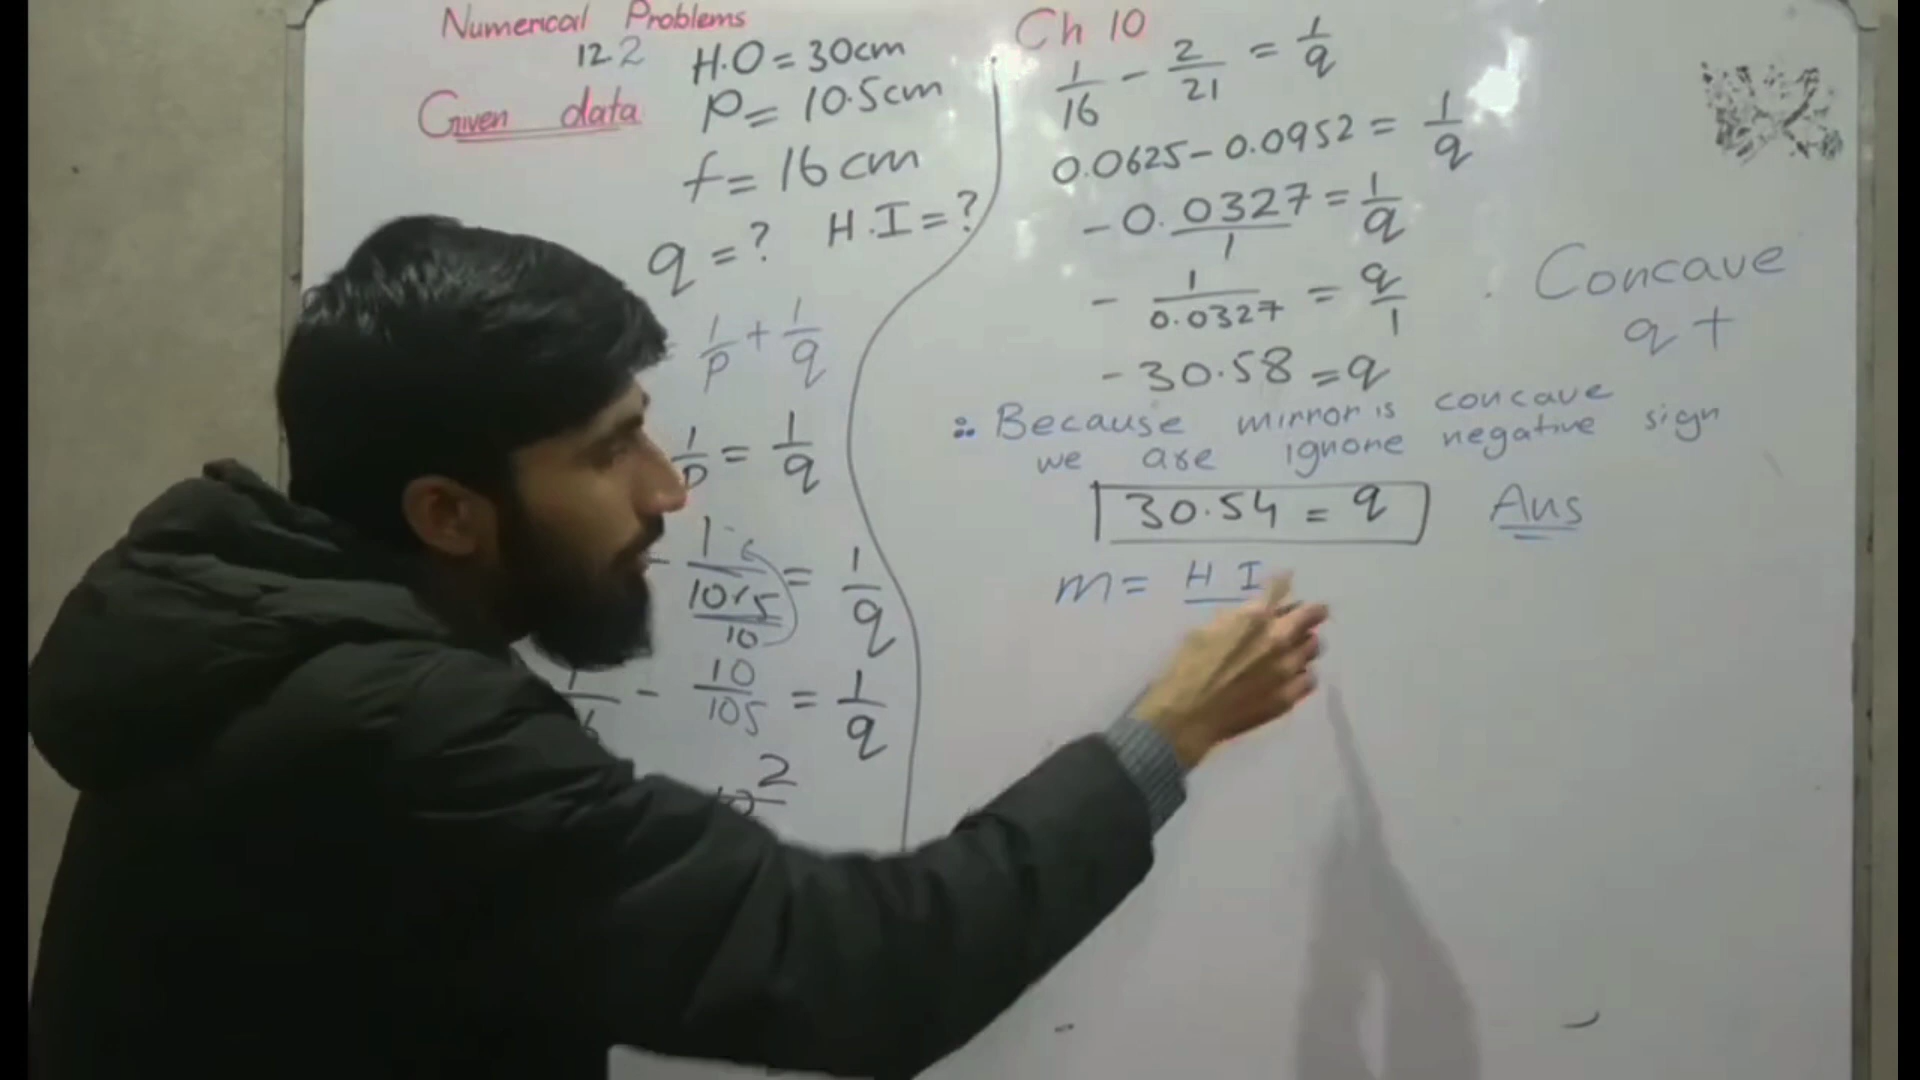 Numerical Problems
12.2 H.O = 30cm
Given data P = 10.5cm
f = 16 cm
q = ? H.I = ?
= 1/p + 1/q
1/p = 1/q
- 1/10.5/10 = 1/q
1/6 - 10/105 = 1/q
2
10
Ch 10
1/16 - 2/21 = 1/q
0.0625 - 0.0952 = 1/q
-0.0327/1 = 1/q
- 1/0.0327 = q/1
-30.58 = q
Concave
q +
∴ Because mirror is concave
we are ignone negative sign
30.54 = q Ans
m = H I